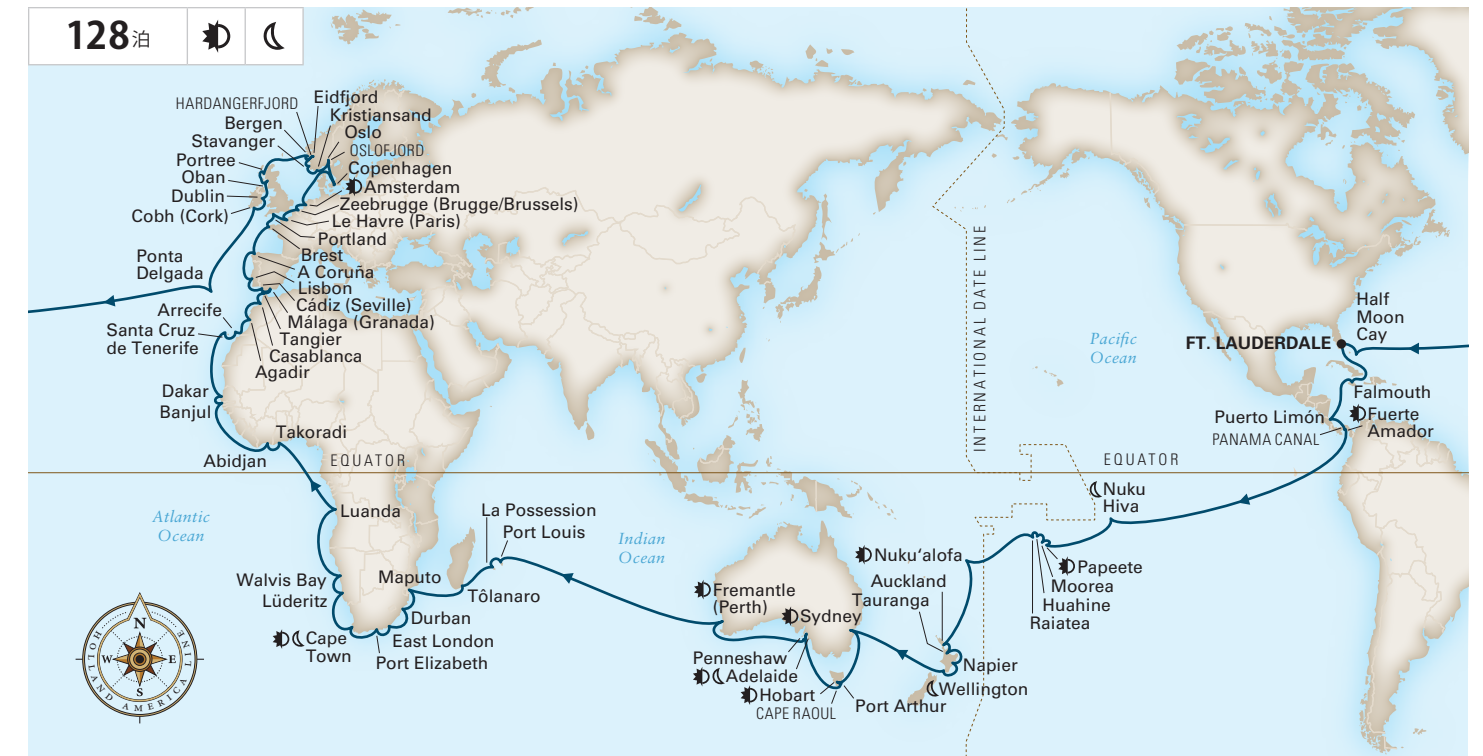 128泊
HARDANGERFJORD
Eidfjord
Bergen
Kristiansand
Stavanger
Oslo
OSLOFJORD
Portree
Copenhagen
Oban
Amsterdam
Dublin
Zeebrugge (Brugge/Brussels)
Cobh (Cork)
Le Havre (Paris)
Portland
Ponta
Delgada
Brest
A Coruña
Lisbon
Cádiz (Seville)
Arrecife
Málaga (Granada)
Santa Cruz
de Tenerife
Tangier
Casablanca
Agadir
Dakar
Banjul
Takoradi
Abidjan
EQUATOR
Luanda
Atlantic
Ocean
Walvis Bay
Lüderitz
Cape
Town
Maputo
Durban
East London
Port Elizabeth
La Possession
Port Louis
Tôlanaro
Indian
Ocean
Fremantle
(Perth)
Sydney
Penneshaw
Adelaide
Hobart
CAPE RAOUL
Port Arthur
Nukuʻalofa
Auckland
Tauranga
Napier
Wellington
INTERNATIONAL DATE LINE
Pacific
Ocean
EQUATOR
Nuku
Hiva
Papeete
Moorea
Huahine
Raiatea
Half
Moon
Cay
FT. LAUDERDALE
Falmouth
Puerto Limón
Fuerte
Amador
PANAMA CANAL
N
W
E
S
HOLLAND AMERICA LINE